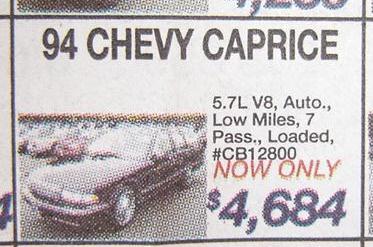 94 CHEVY CAPRICE
5.7L V8, Auto.,
Low Miles, 7
Pass., Loaded,
#CB12800
NOW ONLY
$4,684